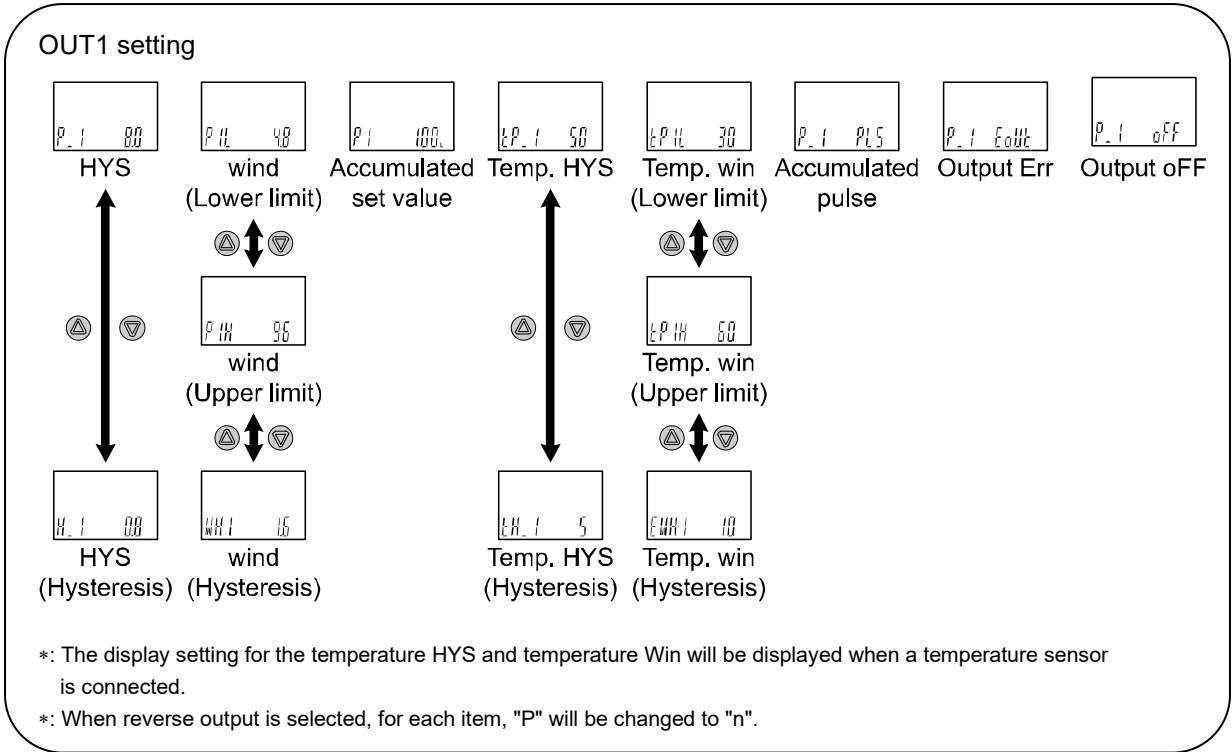 OUT1 setting
P_1 8.0
P1L 4.8
P1 100.
tP_1 50
tP1L 30
P_1 PLS
P_1 EoUt
P_1 oFF
HYS
wind
Accumulated
Temp. HYS
Temp. win
Accumulated
Output Err
Output oFF
(Lower limit)
set value
(Lower limit)
pulse
P1H 9.6
tP1H 60
wind
Temp. win
(Upper limit)
(Upper limit)
H_1 0.8
WH1 1.6
tH_1 5
tWH1 10
HYS
wind
Temp. HYS
Temp. win
(Hysteresis)
(Hysteresis)
(Hysteresis)
(Hysteresis)
*: The display setting for the temperature HYS and temperature Win will be displayed when a temperature sensor
is connected.
*: When reverse output is selected, for each item, "P" will be changed to "n".